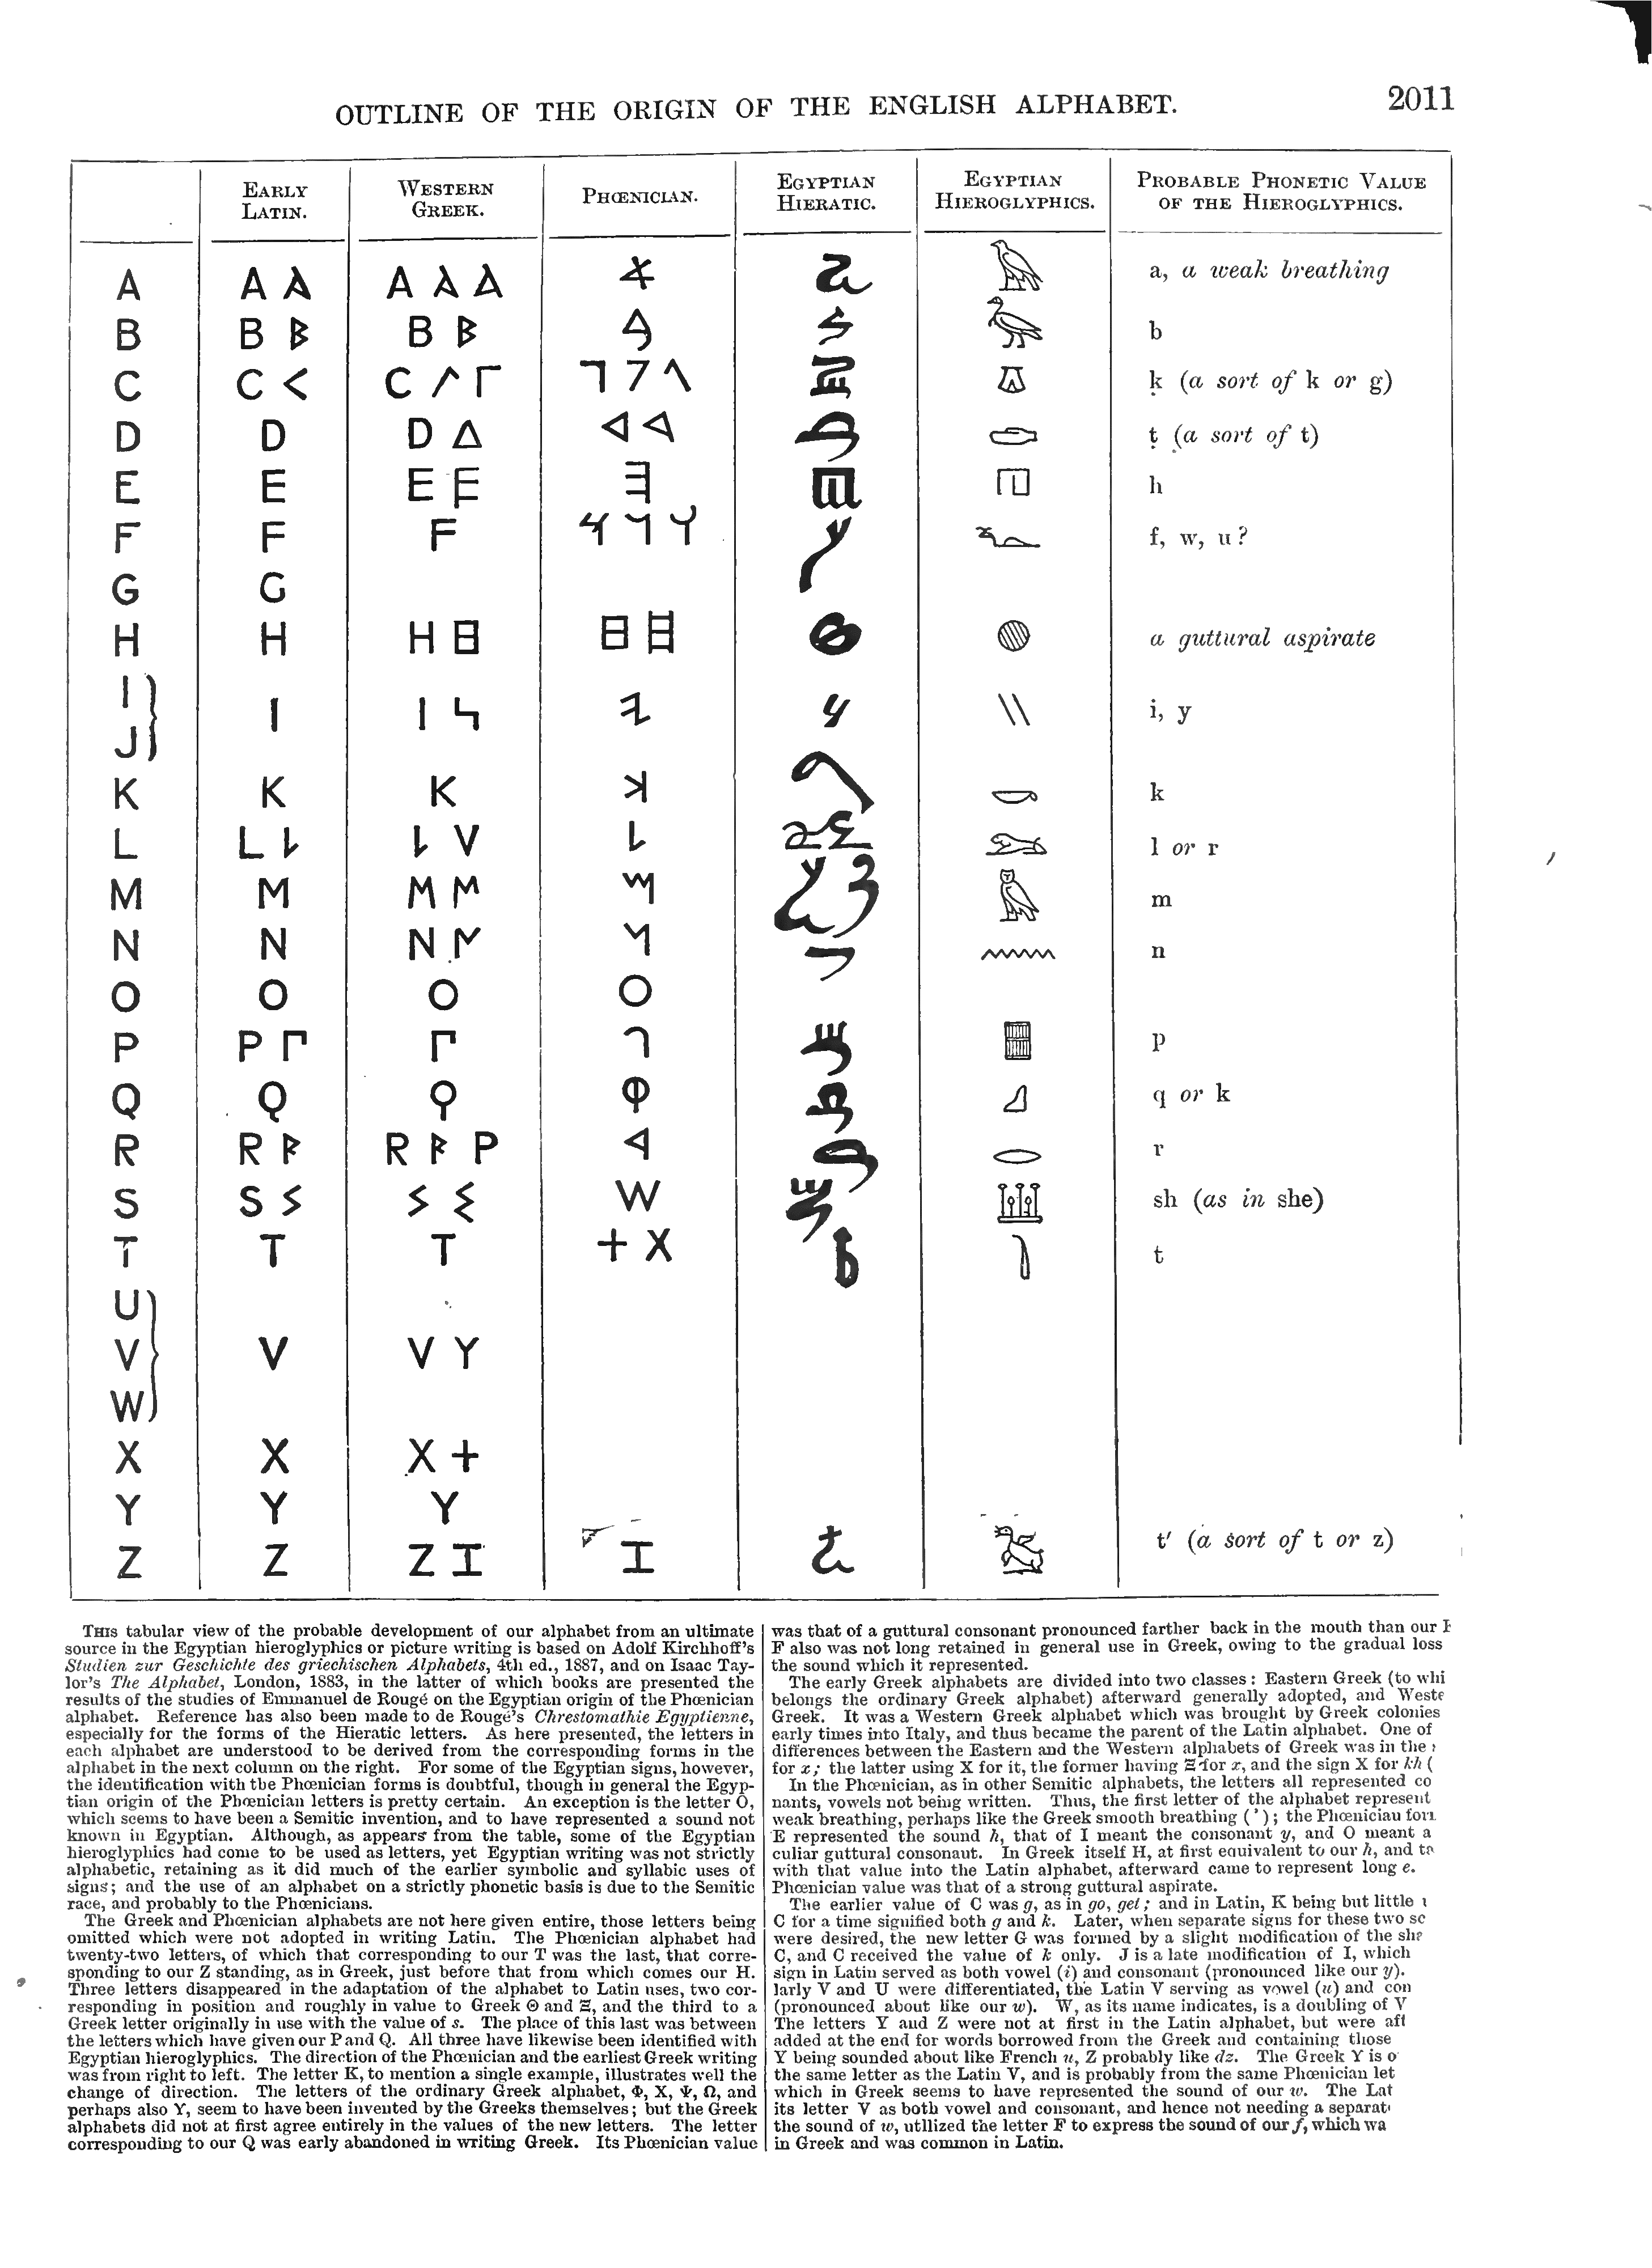 OUTLINE OF THE ORIGIN OF THE ENGLISH ALPHABET. 2011
EARLY LATIN. WESTERN GREEK. PHŒNICIAN. EGYPTIAN HIERATIC. EGYPTIAN HIEROGLYPHICS. PROBABLE PHONETIC VALUE OF THE HIEROGLYPHICS.
A A A a, a weak breathing
B B B b
C C C ḳ (a sort of k or g)
D D D Δ ṭ (a sort of t)
E E E h
F F F f, w, u?
G G
H H H a guttural aspirate
I J I I i, y
K K K k
L L l or r
M M M m
N N N n
O O O O
P P Γ Γ p
Q Q Ϙ q or k
R R R P r
S S W sh (as in she)
T T T + X t
U V W V V Y
X X X +
Y Y Y
Z Z Z I I t' (a sort of t or z)
THIS tabular view of the probable development of our alphabet from an ultimate
source in the Egyptian hieroglyphics or picture writing is based on Adolf Kirchhoff's
Studien zur Geschichte des griechischen Alphabets, 4th ed., 1887, and on Isaac Tay-
lor's The Alphabet, London, 1883, in the latter of which books are presented the
results of the studies of Emmanuel de Rougé on the Egyptian origin of the Phœnician
alphabet. Reference has also been made to de Rougé's Chrestomathie Egyptienne,
especially for the forms of the Hieratic letters. As here presented, the letters in
each alphabet are understood to be derived from the corresponding forms in the
alphabet in the next column on the right. For some of the Egyptian signs, however,
the identification with the Phœnician forms is doubtful, though in general the Egyp-
tian origin of the Phœnician letters is pretty certain. An exception is the letter O,
which seems to have been a Semitic invention, and to have represented a sound not
known in Egyptian. Although, as appears from the table, some of the Egyptian
hieroglyphics had come to be used as letters, yet Egyptian writing was not strictly
alphabetic, retaining as it did much of the earlier symbolic and syllabic uses of
signs; and the use of an alphabet on a strictly phonetic basis is due to the Semitic
race, and probably to the Phœnicians.
The Greek and Phœnician alphabets are not here given entire, those letters being
omitted which were not adopted in writing Latin. The Phœnician alphabet had
twenty-two letters, of which that corresponding to our T was the last, that corre-
sponding to our Z standing, as in Greek, just before that from which comes our H.
Three letters disappeared in the adaptation of the alphabet to Latin uses, two cor-
responding in position and roughly in value to Greek Θ and Ξ, and the third to a
Greek letter originally in use with the value of s. The place of this last was between
the letters which have given our P and Q. All three have likewise been identified with
Egyptian hieroglyphics. The direction of the Phœnician and the earliest Greek writing
was from right to left. The letter K, to mention a single example, illustrates well the
change of direction. The letters of the ordinary Greek alphabet, Φ, X, Ψ, Ω, and
perhaps also Y, seem to have been invented by the Greeks themselves; but the Greek
alphabets did not at first agree entirely in the values of the new letters. The letter
corresponding to our Q was early abandoned in writing Greek. Its Phœnician value
was that of a guttural consonant pronounced farther back in the mouth than our
F also was not long retained in general use in Greek, owing to the gradual loss
the sound which it represented.
The early Greek alphabets are divided into two classes: Eastern Greek (to
belongs the ordinary Greek alphabet) afterward generally adopted, and
Greek. It was a Western Greek alphabet which was brought by Greek colonies
early times into Italy, and thus became the parent of the Latin alphabet. One of
differences between the Eastern and the Western alphabets of Greek was in the
for x; the latter using X for it, the former having Ξ for x, and the sign X for kh (
In the Phœnician, as in other Semitic alphabets, the letters all represented
nants, vowels not being written. Thus, the first letter of the alphabet
weak breathing, perhaps like the Greek smooth breathing ('); the Phœnician
E represented the sound h, that of I meant the consonant y, and O meant a
culiar guttural consonant. In Greek itself H, at first equivalent to our h, and
with that value into the Latin alphabet, afterward came to represent long e.
Phœnician value was that of a strong guttural aspirate.
The earlier value of C was g, as in go, get; and in Latin, K being but little
C for a time signified both g and k. Later, when separate signs for these two
were desired, the new letter G was formed by a slight modification of the
C, and C received the value of k only. J is a late modification of I, which
sign in Latin served as both vowel (i) and consonant (pronounced like our y).
larly V and U were differentiated, the Latin V serving as vowel (u) and
(pronounced about like our w). W, as its name indicates, is a doubling of V
The letters Y and Z were not at first in the Latin alphabet, but were
added at the end for words borrowed from the Greek and containing those
Y being sounded about like French u, Z probably like dz. The Greek Y is
the same letter as the Latin V, and is probably from the same Phœnician
which in Greek seems to have represented the sound of our w. The
its letter V as both vowel and consonant, and hence not needing a
the sound of w, utilized the letter F to express the sound of our f, which
in Greek and was common in Latin.